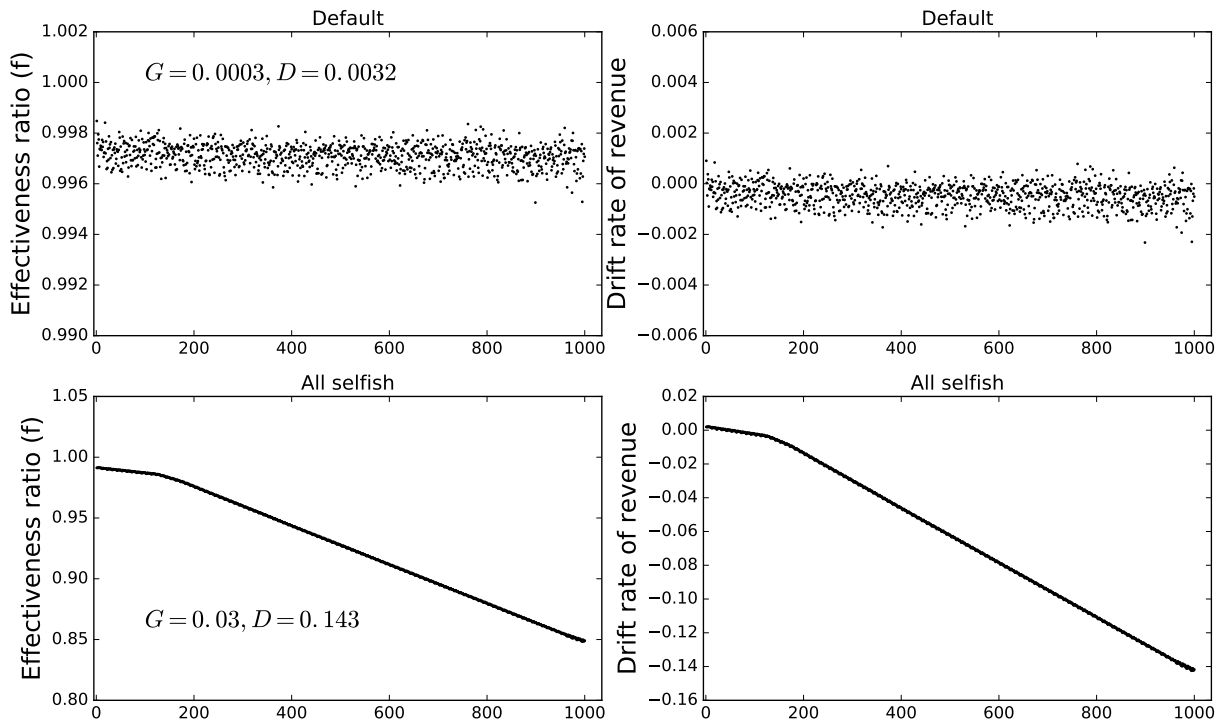 Default
Effectiveness ratio (f)
1.002
1.000
0.998
0.996
0.994
0.992
0.990
G = 0.0003, D = 0.0032
0 200 400 600 800 1000
Default
Drift rate of revenue
0.006
0.004
0.002
0.000
−0.002
−0.004
−0.006
0 200 400 600 800 1000
All selfish
Effectiveness ratio (f)
1.05
1.00
0.95
0.90
0.85
0.80
G = 0.03, D = 0.143
0 200 400 600 800 1000
All selfish
Drift rate of revenue
0.02
0.00
−0.02
−0.04
−0.06
−0.08
−0.10
−0.12
−0.14
−0.16
0 200 400 600 800 1000